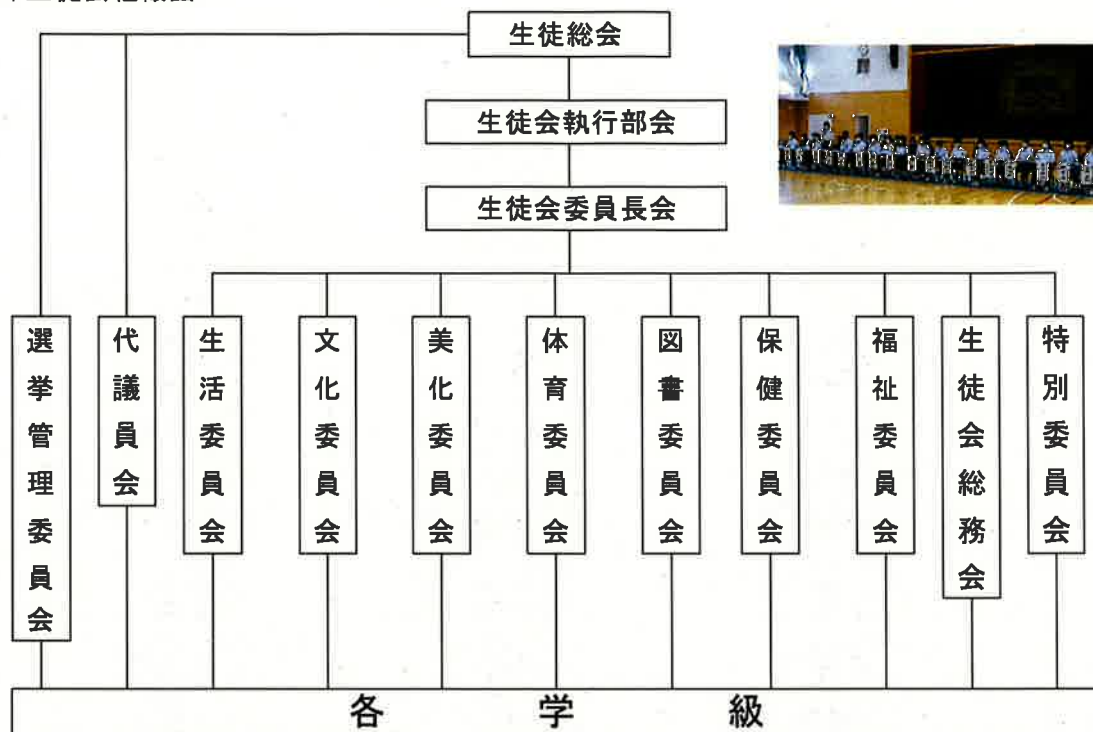 生徒総会
生徒会執行部会
生徒会委員長会
選挙管理委員会
代議員会
生活委員会
文化委員会
美化委員会
体育委員会
図書委員会
保健委員会
福祉委員会
生徒会総務会
特別委員会
各学級